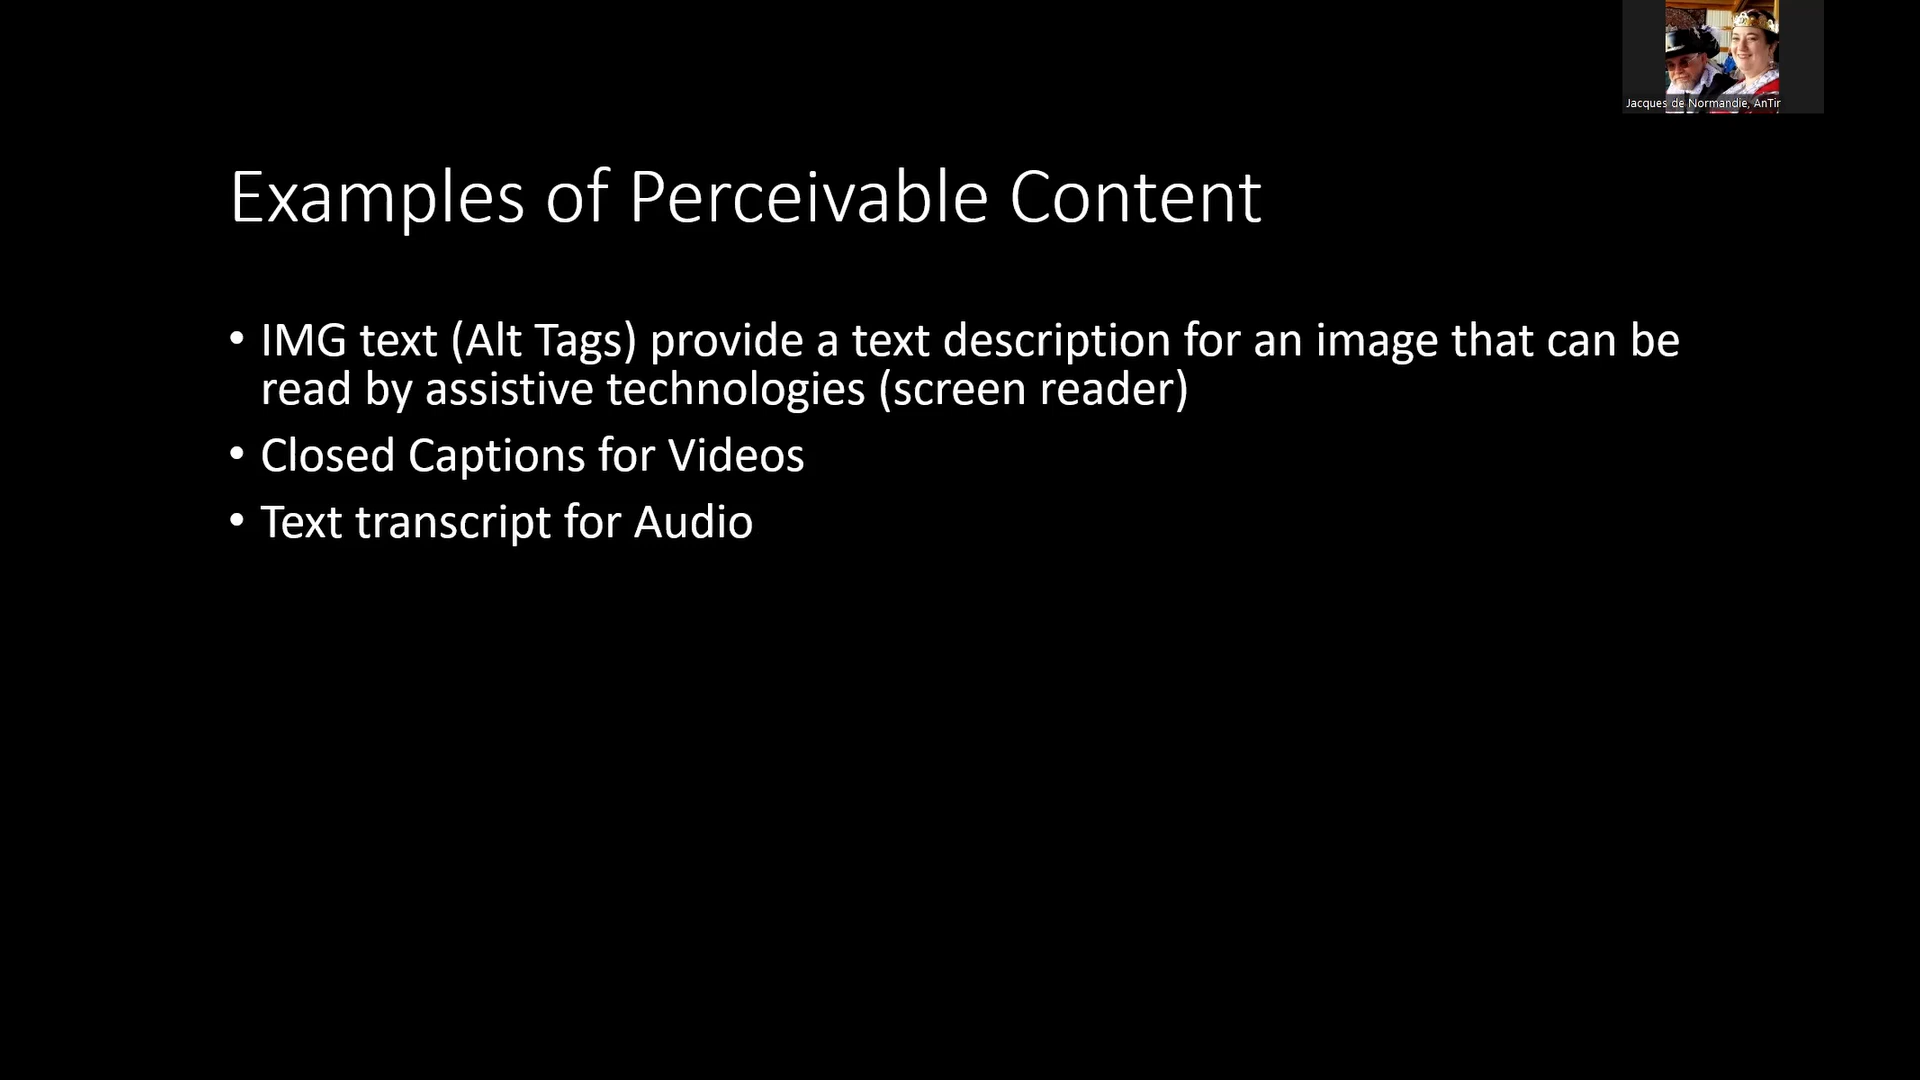 Jacques de Normandie, AnTir
Examples of Perceivable Content
• IMG text (Alt Tags) provide a text description for an image that can be
read by assistive technologies (screen reader)
• Closed Captions for Videos
• Text transcript for Audio